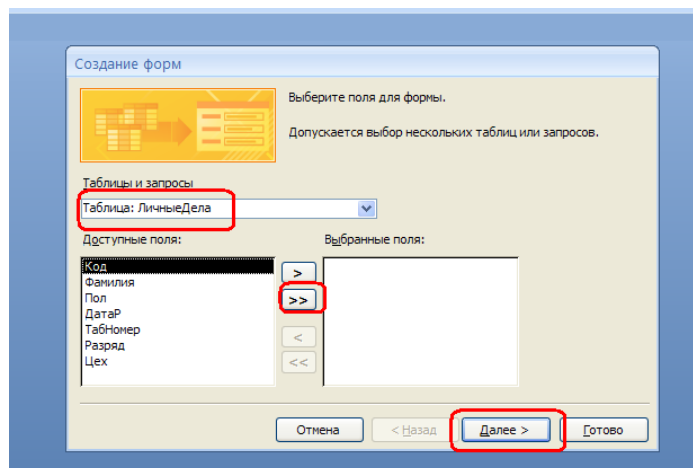 Создание форм
Выберите поля для формы.
Допускается выбор нескольких таблиц или запросов.
Таблицы и запросы
Таблица: ЛичныеДела
Доступные поля:
Выбранные поля:
Код
Фамилия
Пол
ДатаР
ТабНомер
Разряд
Цех
>
>>
<
<<
Отмена
< Назад
Далее >
Готово